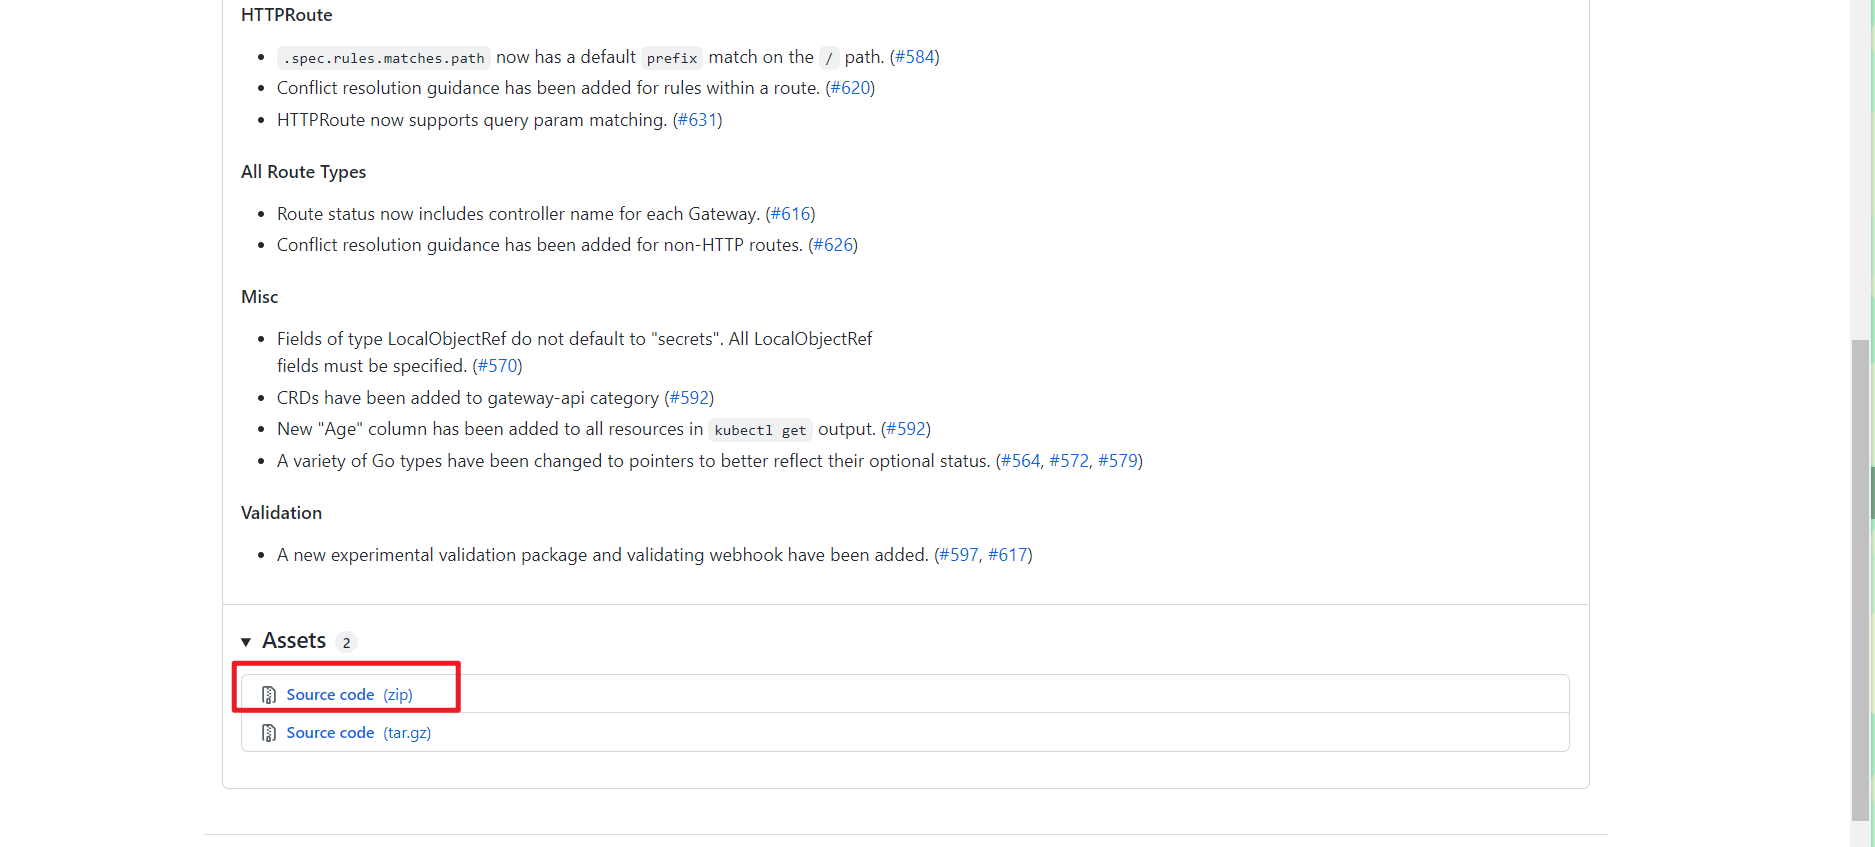 HTTPRoute
.spec.rules.matches.path now has a default prefix match on the / path. (#584)
Conflict resolution guidance has been added for rules within a route. (#620)
HTTPRoute now supports query param matching. (#631)
All Route Types
Route status now includes controller name for each Gateway. (#616)
Conflict resolution guidance has been added for non-HTTP routes. (#626)
Misc
Fields of type LocalObjectRef do not default to "secrets". All LocalObjectRef
fields must be specified. (#570)
CRDs have been added to gateway-api category (#592)
New "Age" column has been added to all resources in kubectl get output. (#592)
A variety of Go types have been changed to pointers to better reflect their optional status. (#564, #572, #579)
Validation
A new experimental validation package and validating webhook have been added. (#597, #617)
Assets 2
Source code (zip)
Source code (tar.gz)